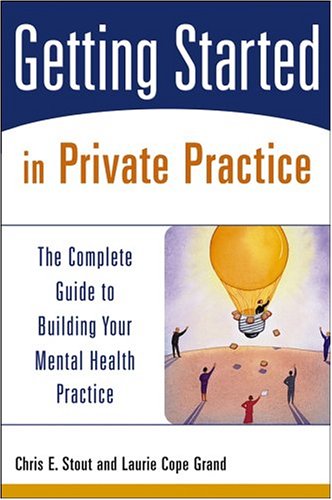 Getting Started
in Private Practice
The Complete
Guide to
Building Your
Mental Health
Practice
Chris E. Stout and Laurie Cope Grand